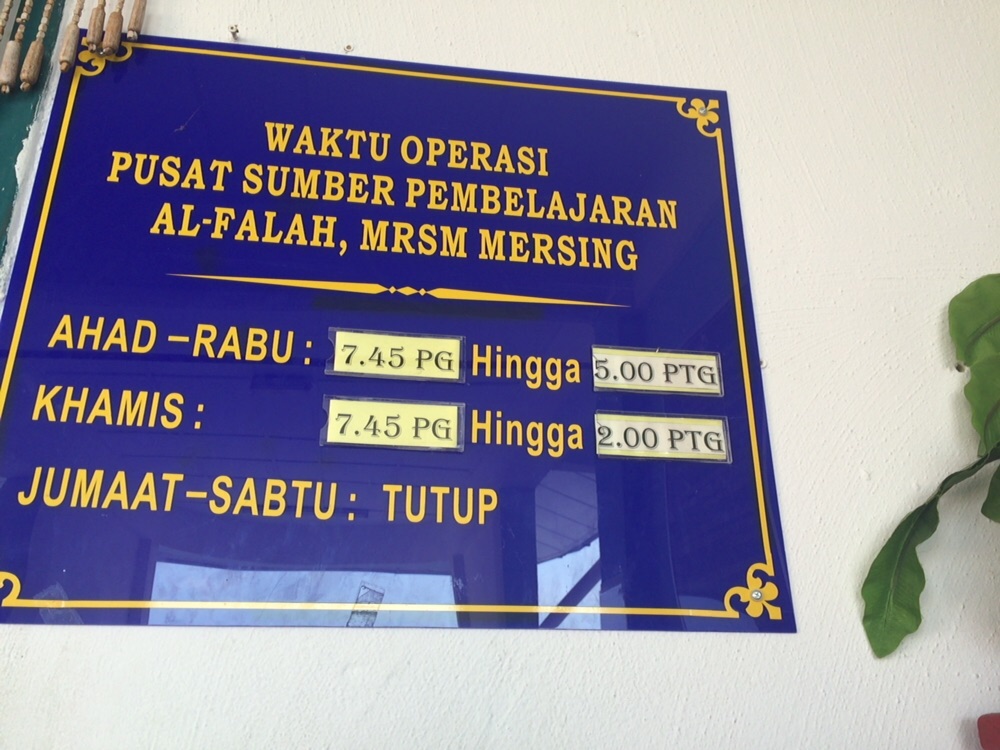 WAKTU OPERASI
PUSAT SUMBER PEMBELAJARAN
AL-FALAH, MRSM MERSING
AHAD –RABU : 7.45 PG Hingga 5.00 PTG
KHAMIS : 7.45 PG Hingga 2.00 PTG
JUMAAT–SABTU : TUTUP